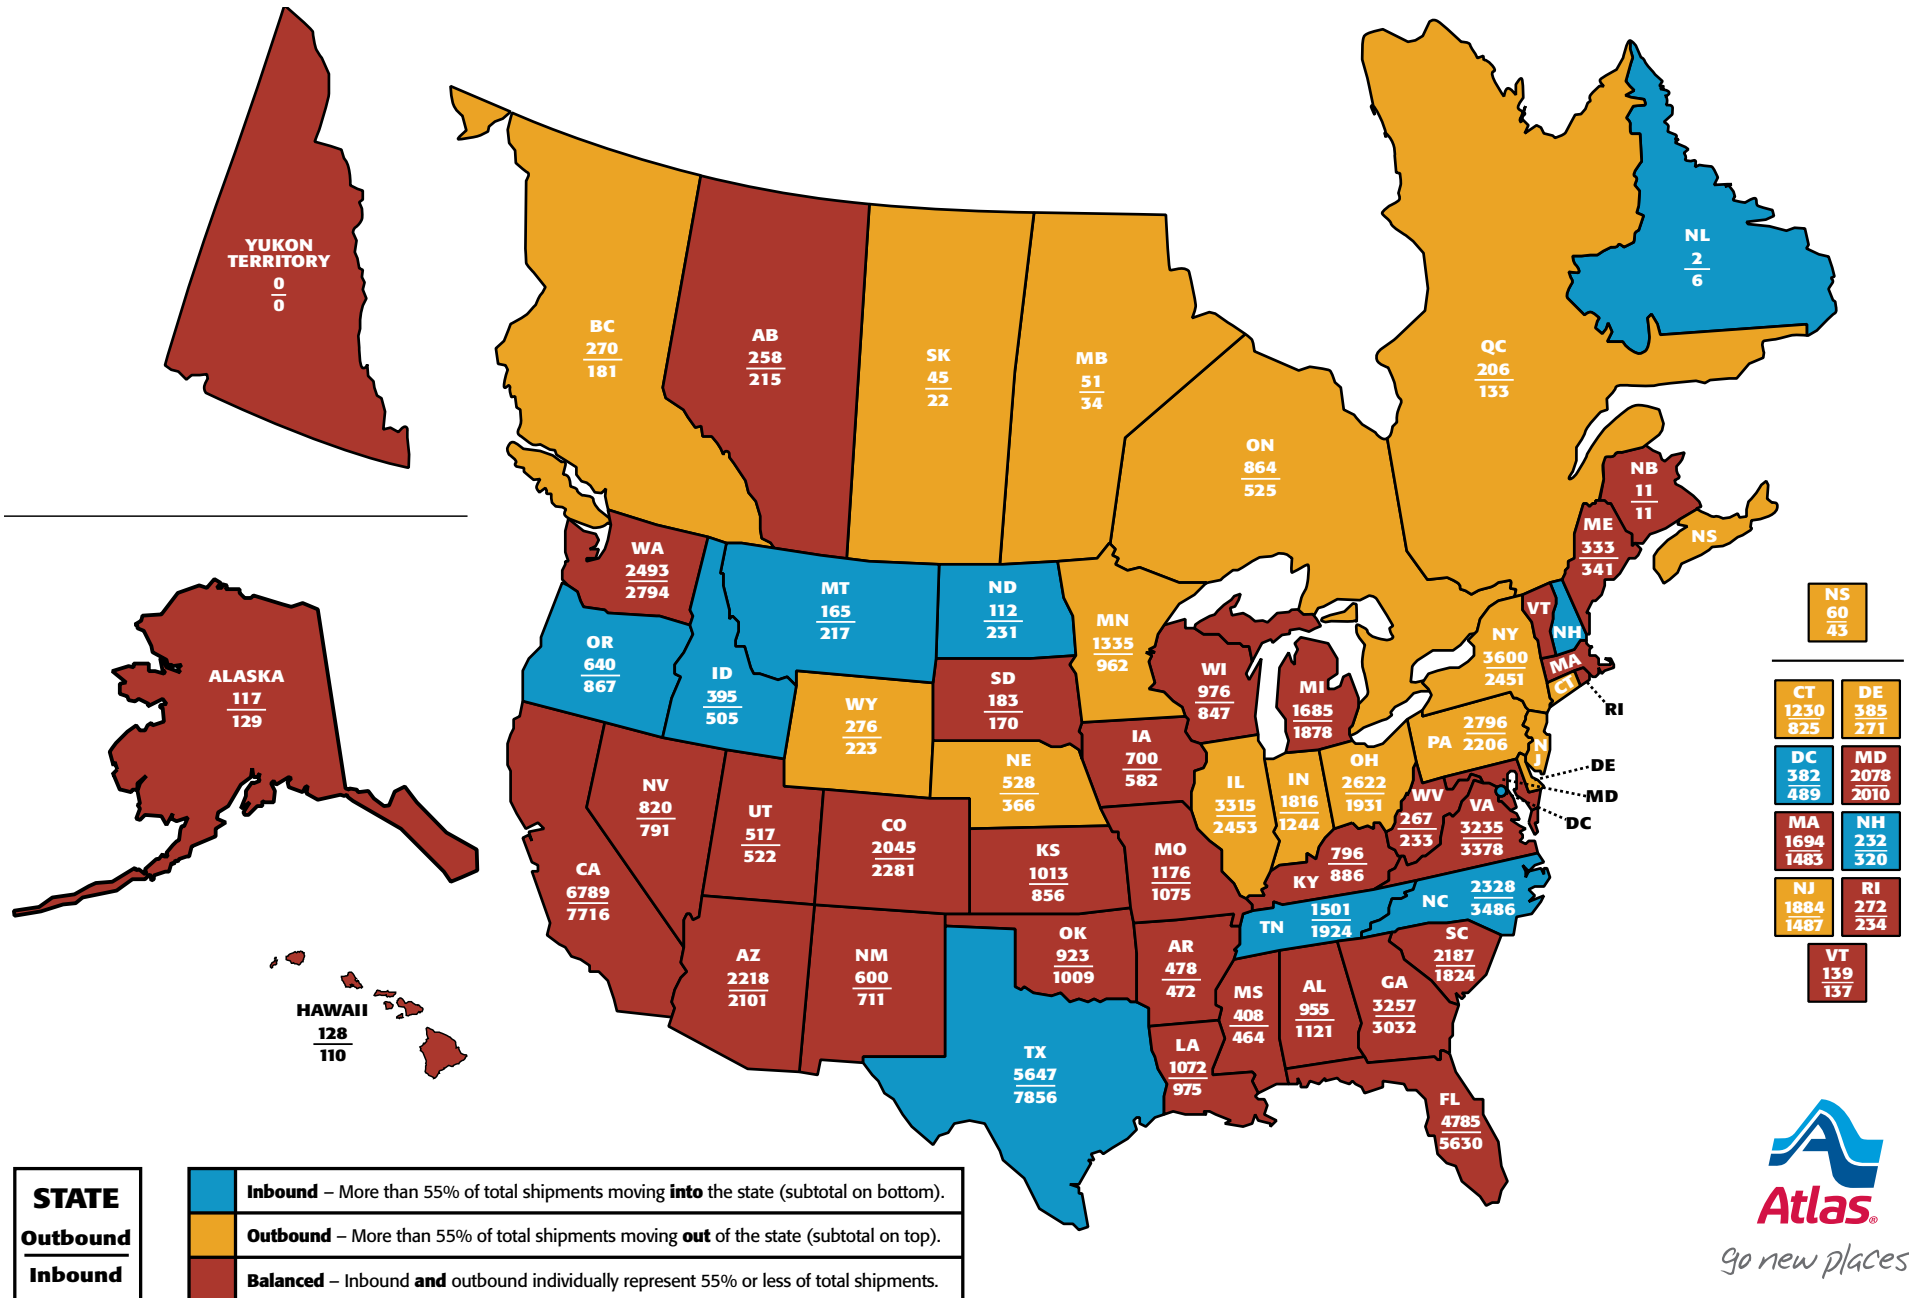 YUKON
TERRITORY
0
0
BC
270
181
AB
258
215
SK
45
22
MB
51
34
ON
864
525
QC
206
133
NL
2
6
NB
11
11
NS
ME
333
341
WA
2493
2794
MT
165
217
ND
112
231
MN
1335
962
OR
640
867
ID
395
505
WY
276
223
SD
183
170
WI
976
847
MI
1685
1878
NY
3600
2451
VT
NH
MA
CT
RI
ALASKA
117
129
NV
820
791
UT
517
522
CO
2045
2281
NE
528
366
IA
700
582
IL
3315
2453
IN
1816
1244
OH
2622
1931
PA
2796
2206
N
J
DE
MD
DC
WV
267
233
VA
3235
3378
CA
6789
7716
KS
1013
856
MO
1176
1075
KY
796
886
TN
1501
1924
NC
2328
3486
AZ
2218
2101
NM
600
711
OK
923
1009
AR
478
472
MS
408
464
AL
955
1121
GA
3257
3032
SC
2187
1824
HAWAII
128
110
TX
5647
7856
LA
1072
975
FL
4785
5630
NS
60
43
CT
1230
825
DE
385
271
DC
382
489
MD
2078
2010
MA
1694
1483
NH
232
320
NJ
1884
1487
RI
272
234
VT
139
137
STATE
Outbound
Inbound
Inbound – More than 55% of total shipments moving into the state (subtotal on bottom).
Outbound – More than 55% of total shipments moving out of the state (subtotal on top).
Balanced – Inbound and outbound individually represent 55% or less of total shipments.
Atlas®
go new places